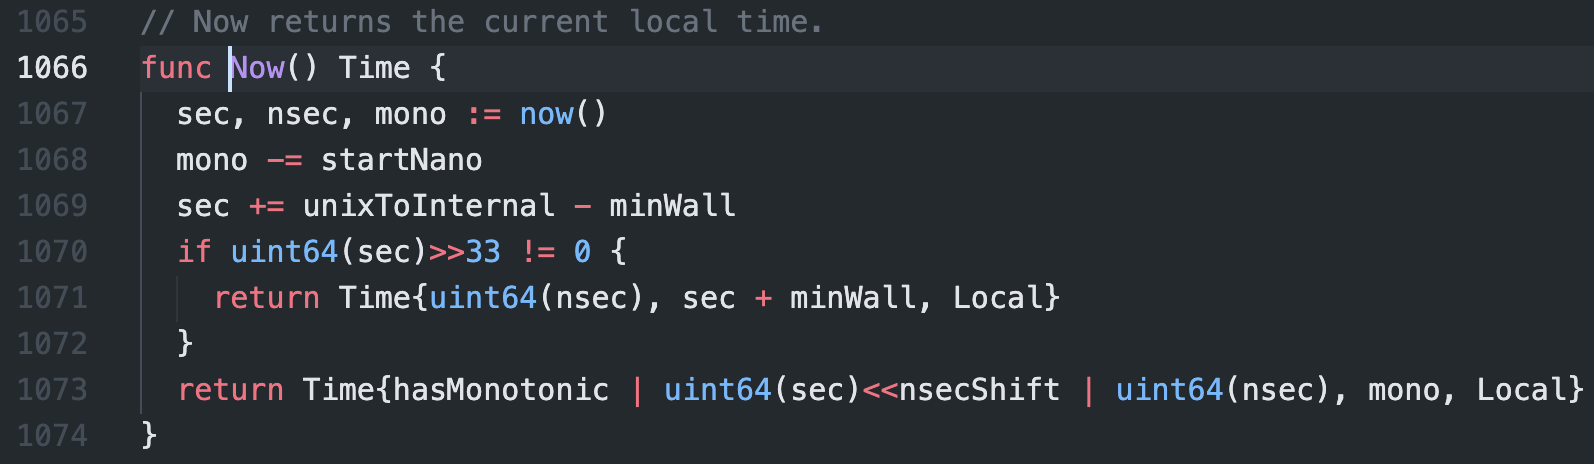 1065 // Now returns the current local time.
1066 func Now() Time {
1067 sec, nsec, mono := now()
1068 mono -= startNano
1069 sec += unixToInternal - minWall
1070 if uint64(sec)>>33 != 0 {
1071 return Time{uint64(nsec), sec + minWall, Local}
1072 }
1073 return Time{hasMonotonic | uint64(sec)<<nsecShift | uint64(nsec), mono, Local}
1074 }